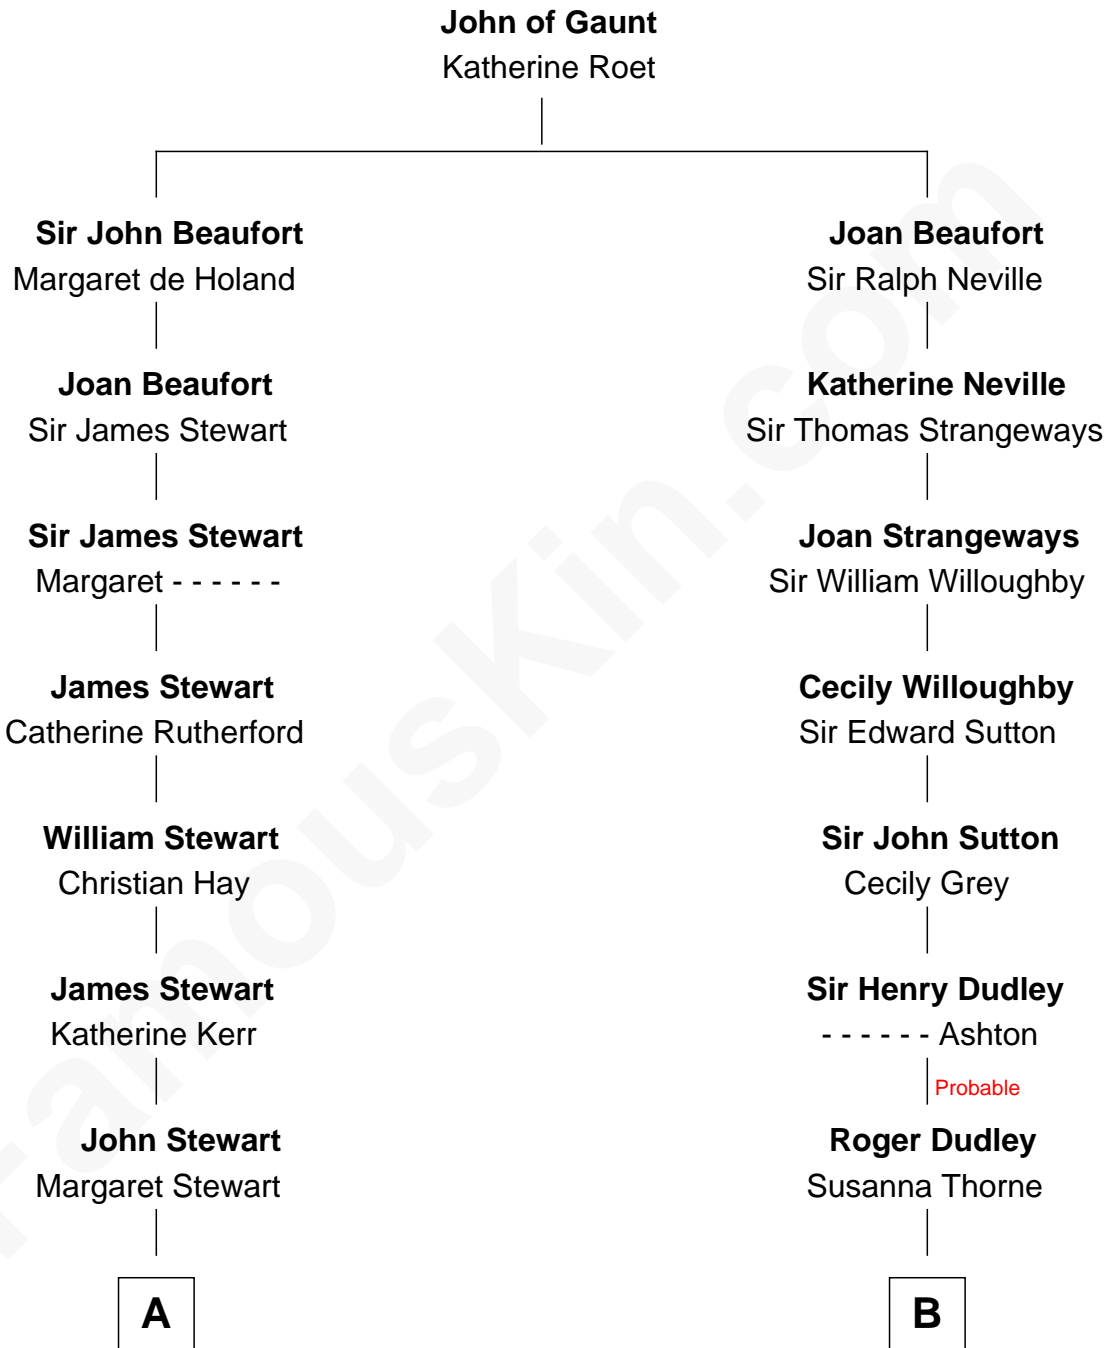 John of Gaunt
Katherine Roet
Sir John Beaufort
Margaret de Holand
Joan Beaufort
Sir James Stewart
Sir James Stewart
Margaret - - - - - -
James Stewart
Catherine Rutherford
William Stewart
Christian Hay
James Stewart
Katherine Kerr
John Stewart
Margaret Stewart
A
Joan Beaufort
Sir Ralph Neville
Katherine Neville
Sir Thomas Strangeways
Joan Strangeways
Sir William Willoughby
Cecily Willoughby
Sir Edward Sutton
Sir John Sutton
Cecily Grey
Sir Henry Dudley
- - - - - - Ashton
Probable
Roger Dudley
Susanna Thorne
B
FamousKin.com